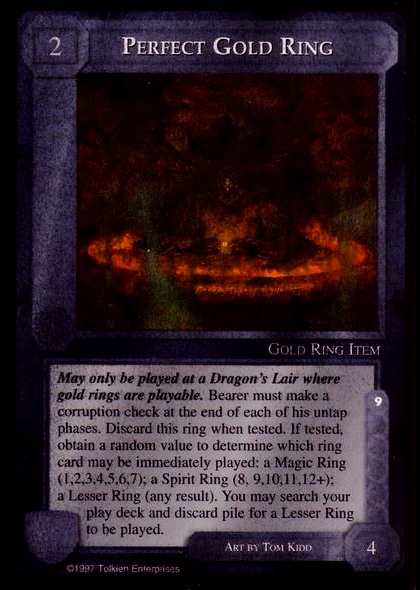 2
PERFECT GOLD RING
GOLD RING ITEM
May only be played at a Dragon's Lair where
gold rings are playable. Bearer must make a
corruption check at the end of each of his untap
phases. Discard this ring when tested. If tested,
obtain a random value to determine which ring
card may be immediately played: a Magic Ring
(1,2,3,4,5,6,7); a Spirit Ring (8, 9,10,11,12+);
a Lesser Ring (any result). You may search your
play deck and discard pile for a Lesser Ring
to be played.
9
ART BY TOM KIDD
4
©1997 Tolkien Enterprises